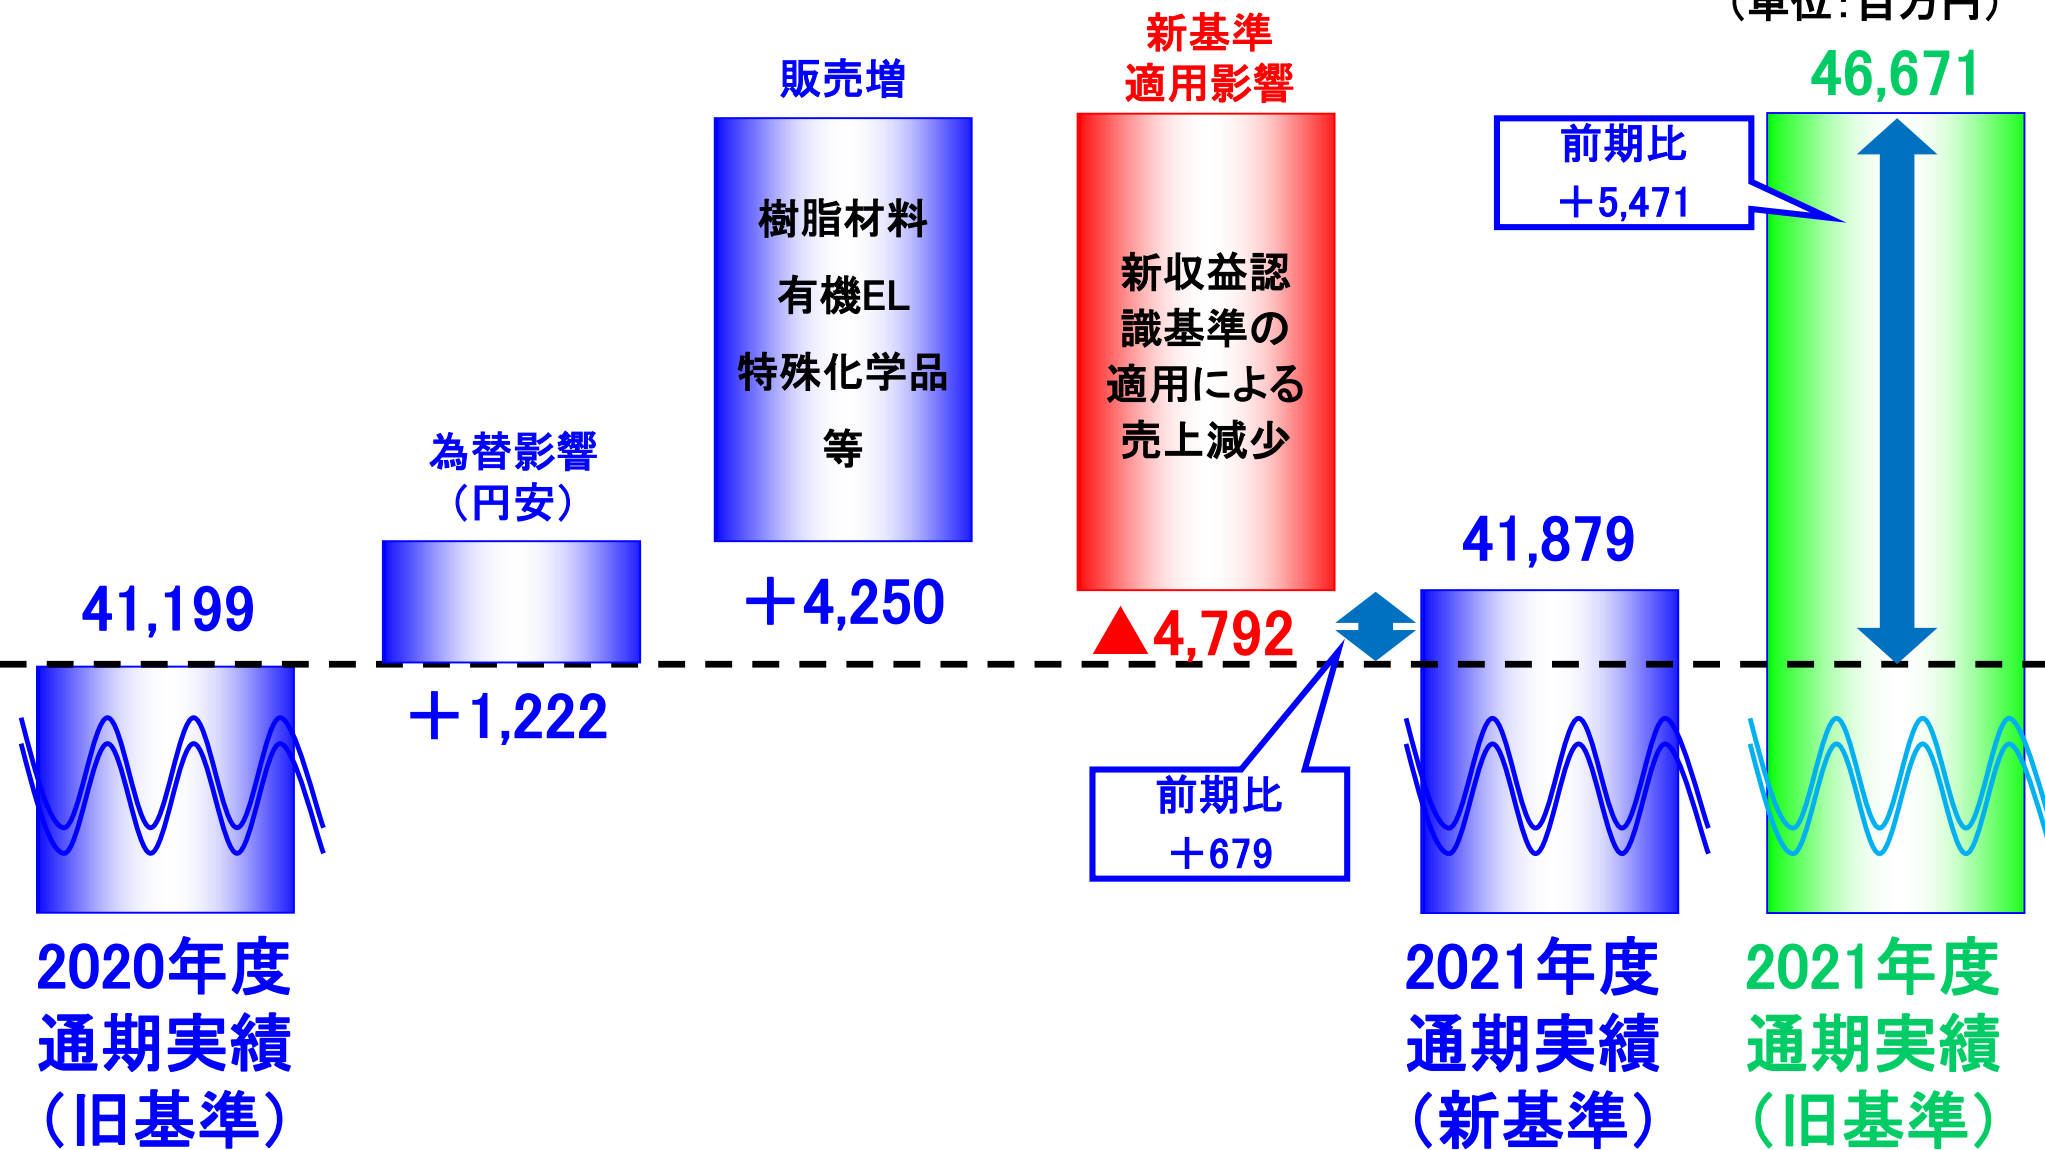 （単位：百万円）
新基準
適用影響
販売増
46,671
前期比
＋5,471
樹脂材料
有機EL
特殊化学品
等
新収益認
識基準の
適用による
売上減少
為替影響
（円安）
41,879
41,199
＋4,250
▲4,792
＋1,222
前期比
＋679
2020年度
通期実績
（旧基準）
2021年度
通期実績
（新基準）
2021年度
通期実績
（旧基準）